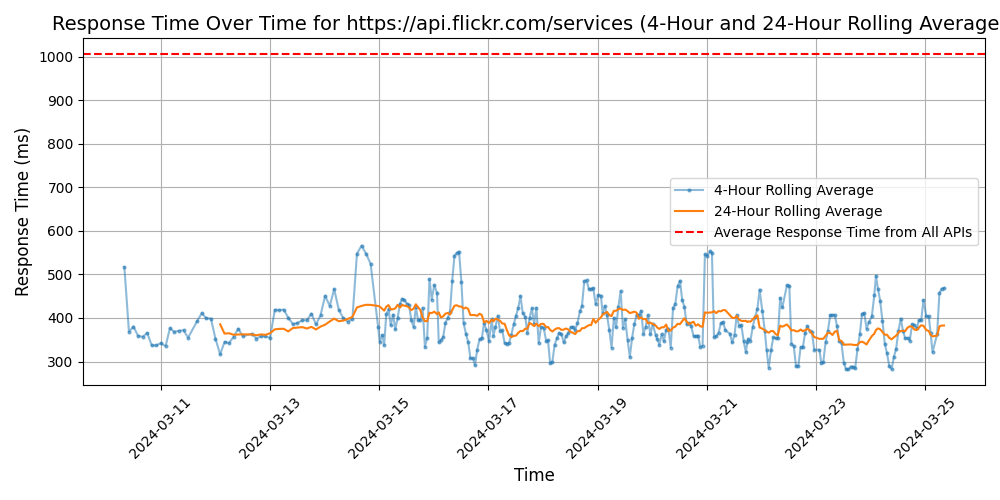 Response Time Over Time for https://api.flickr.com/services (4-Hour and 24-Hour Rolling Average
Response Time (ms)
1000
900
800
700
600
500
400
300
4-Hour Rolling Average
24-Hour Rolling Average
Average Response Time from All APIs
2024-03-11
2024-03-13
2024-03-15
2024-03-17
2024-03-19
2024-03-21
2024-03-23
2024-03-25
Time